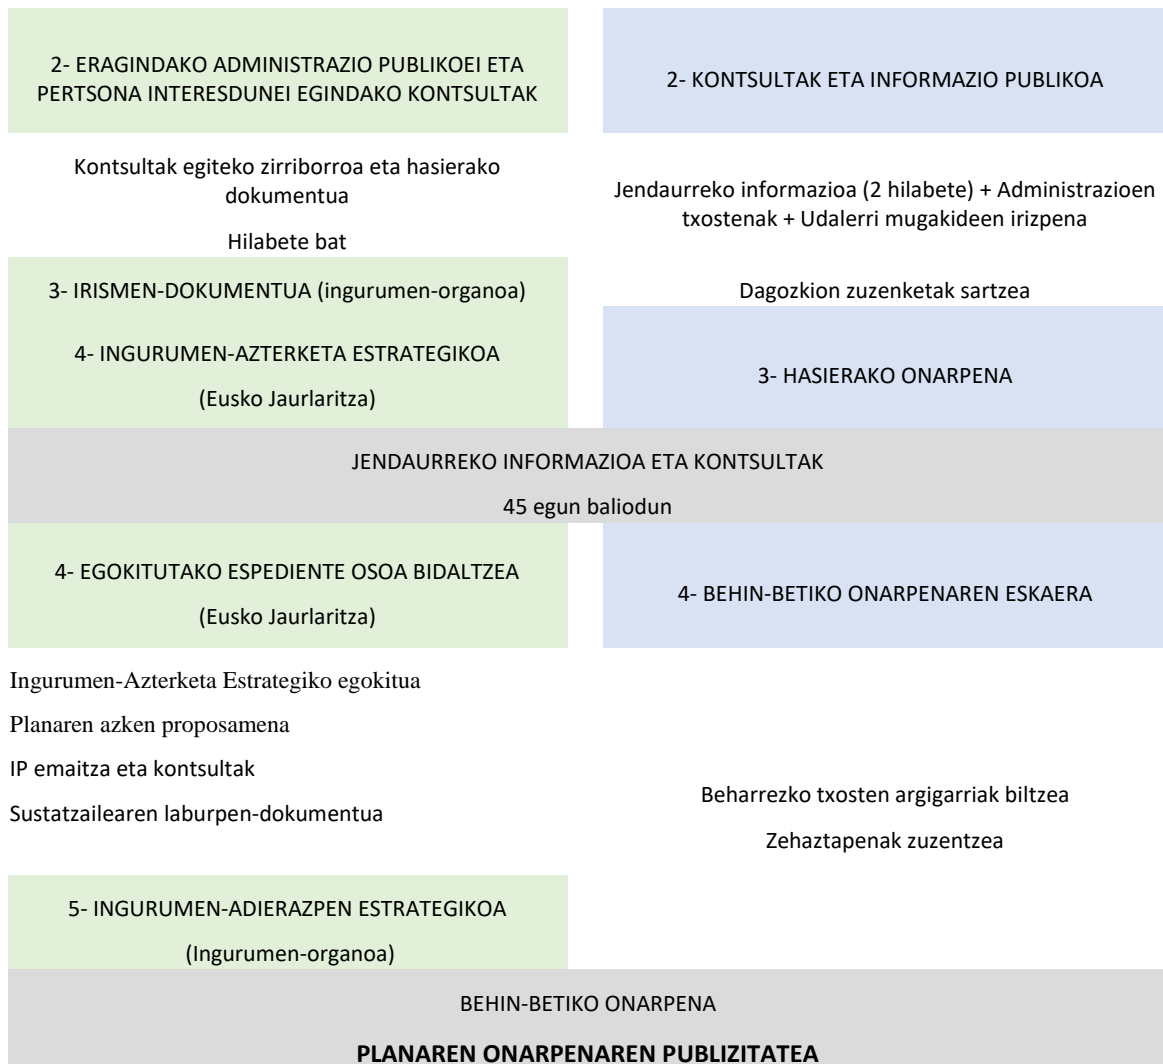 2- ERAGINDAKO ADMINISTRAZIO PUBLIKOEI ETA
PERTSONA INTERESDUNEI EGINDAKO KONTSULTAK
2- KONTSULTAK ETA INFORMAZIO PUBLIKOA
Kontsultak egiteko zirriborroa eta hasierako
dokumentua
Hilabete bat
Jendaurreko informazioa (2 hilabete) + Administrazioen
txostenak + Udalerri mugakideen irizpena
3- IRISMEN-DOKUMENTUA (ingurumen-organoa)
Dagozkion zuzenketak sartzea
4- INGURUMEN-AZTERKETA ESTRATEGIKOA
(Eusko Jaurlaritza)
3- HASIERAKO ONARPENA
JENDAURREKO INFORMAZIOA ETA KONTSULTAK
45 egun baliodun
4- EGOKITUTAKO ESPEDIENTE OSOA BIDALTZEA
(Eusko Jaurlaritza)
4- BEHIN-BETIKO ONARPENAREN ESKAERA
Ingurumen-Azterketa Estrategiko egokitua
Planaren azken proposamena
IP emaitza eta kontsultak
Sustatzailearen laburpen-dokumentua
Beharrezko txosten argigarriak biltzea
Zehaztapenak zuzentzea
5- INGURUMEN-ADIERAZPEN ESTRATEGIKOA
(Ingurumen-organoa)
BEHIN-BETIKO ONARPENA
PLANAREN ONARPENAREN PUBLIZITATEA